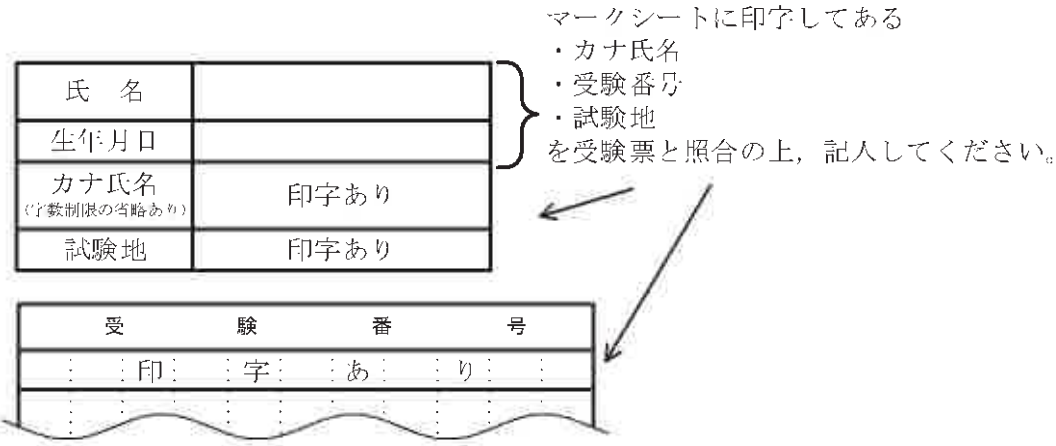 マークシートに印字してある
・カナ氏名
・受験番号
・試験地
を受験票と照合の上，記入してください。
氏　名
生年月日
カナ氏名
(字数制限の省略あり)
印字あり
試験地
印字あり
受　験　番　号
印字あり